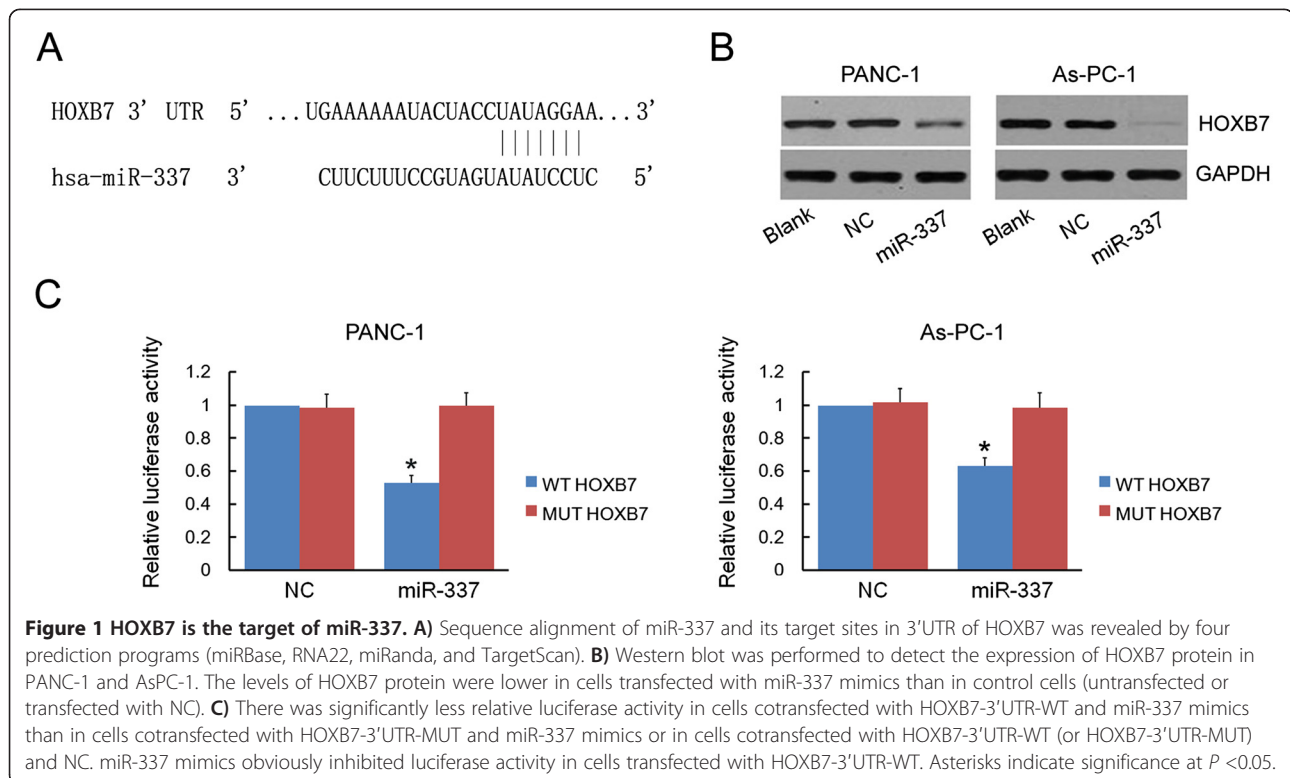 A
HOXB7 3' UTR 5' ...UGAAAAAAUACUACCUAUAGGAA...3'
hsa-miR-337 3' CUUCUUUCCGUAGUAUAUCCUC 5'
B
PANC-1 As-PC-1
HOXB7
GAPDH
Blank NC miR-337 Blank NC miR-337
C
PANC-1
Relative luciferase activity
1.2
1
0.8
0.6
0.4
0.2
0
*
NC miR-337
WT HOXB7
MUT HOXB7
As-PC-1
Relative luciferase activity
1.2
1
0.8
0.6
0.4
0.2
0
*
NC miR-337
WT HOXB7
MUT HOXB7
Figure 1 HOXB7 is the target of miR-337. A) Sequence alignment of miR-337 and its target sites in 3′UTR of HOXB7 was revealed by four
prediction programs (miRBase, RNA22, miRanda, and TargetScan). B) Western blot was performed to detect the expression of HOXB7 protein in
PANC-1 and AsPC-1. The levels of HOXB7 protein were lower in cells transfected with miR-337 mimics than in control cells (untransfected or
transfected with NC). C) There was significantly less relative luciferase activity in cells cotransfected with HOXB7-3′UTR-WT and miR-337 mimics
than in cells cotransfected with HOXB7-3′UTR-MUT and miR-337 mimics or in cells cotransfected with HOXB7-3′UTR-WT (or HOXB7-3′UTR-MUT)
and NC. miR-337 mimics obviously inhibited luciferase activity in cells transfected with HOXB7-3′UTR-WT. Asterisks indicate significance at P <0.05.